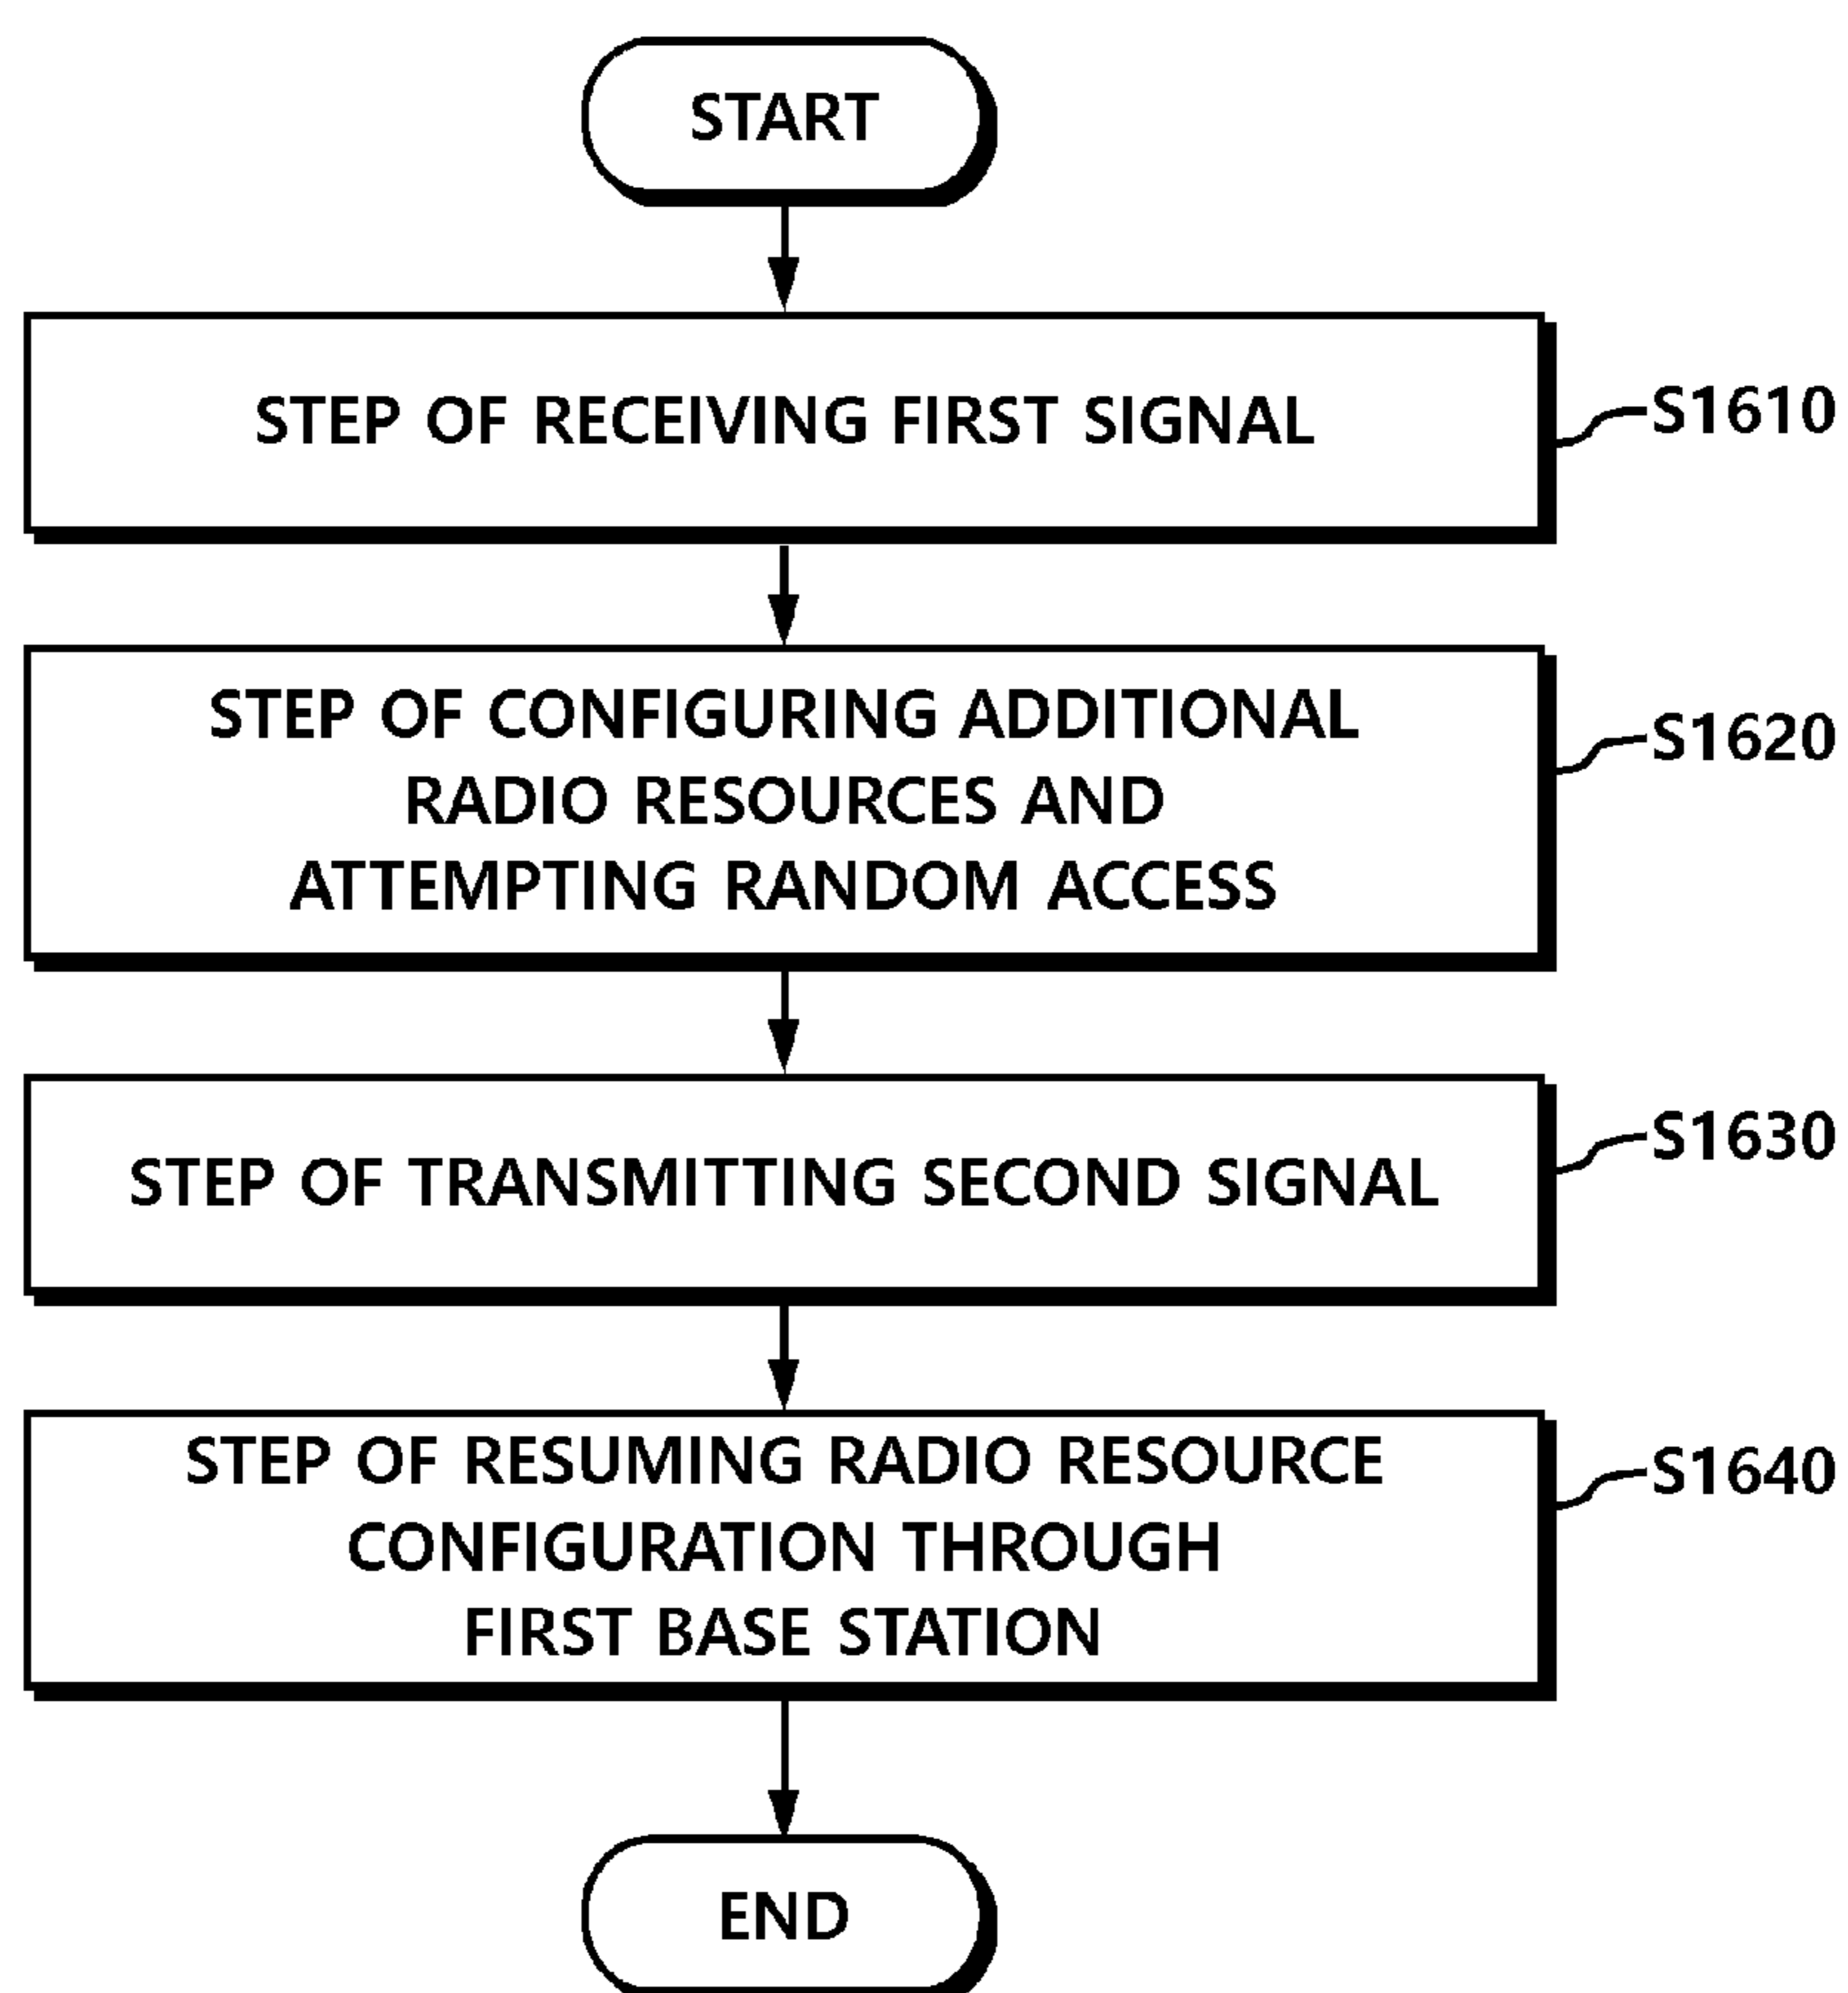 START
STEP OF RECEIVING FIRST SIGNAL
S1610
STEP OF CONFIGURING ADDITIONAL
RADIO RESOURCES AND
ATTEMPTING RANDOM ACCESS
S1620
STEP OF TRANSMITTING SECOND SIGNAL
S1630
STEP OF RESUMING RADIO RESOURCE
CONFIGURATION THROUGH
FIRST BASE STATION
S1640
END